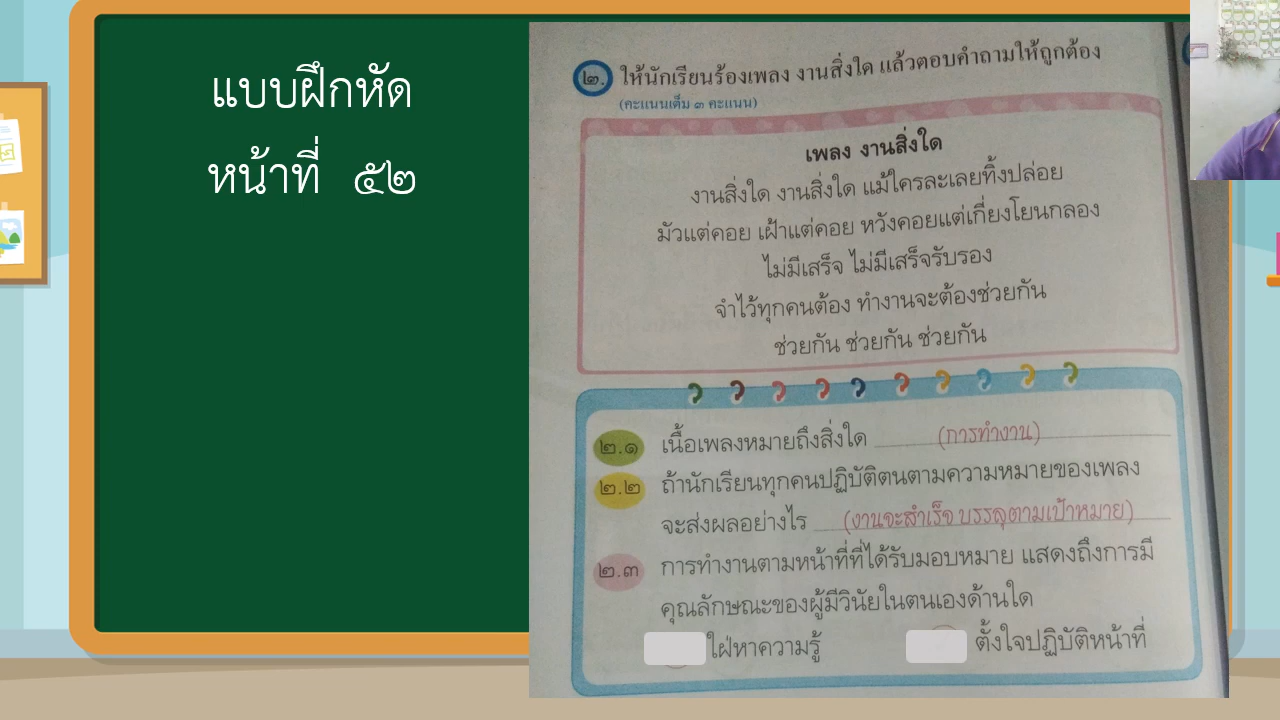 แบบฝึกหัด
หน้าที่ ๕๒
๒. ให้นักเรียนร้องเพลง งานสิ่งใด แล้วตอบคำถามให้ถูกต้อง
(คะแนนเต็ม ๓ คะแนน)
เพลง งานสิ่งใด
งานสิ่งใด งานสิ่งใด แม้ใครละเลยทิ้งปล่อย
มัวแต่คอย เฝ้าแต่คอย หวังคอยแต่เกี่ยงโยนกลอง
ไม่มีเสร็จ ไม่มีเสร็จรับรอง
จำไว้ทุกคนต้อง ทำงานจะต้องช่วยกัน
ช่วยกัน ช่วยกัน ช่วยกัน
๒.๑ เนื้อเพลงหมายถึงสิ่งใด (การทำงาน)
๒.๒ ถ้านักเรียนทุกคนปฏิบัติตนตามความหมายของเพลง
จะส่งผลอย่างไร (งานจะสำเร็จ บรรลุตามเป้าหมาย)
๒.๓ การทำงานตามหน้าที่ที่ได้รับมอบหมาย แสดงถึงการมี
คุณลักษณะของผู้มีวินัยในตนเองด้านใด
ใฝ่หาความรู้ ตั้งใจปฏิบัติหน้าที่